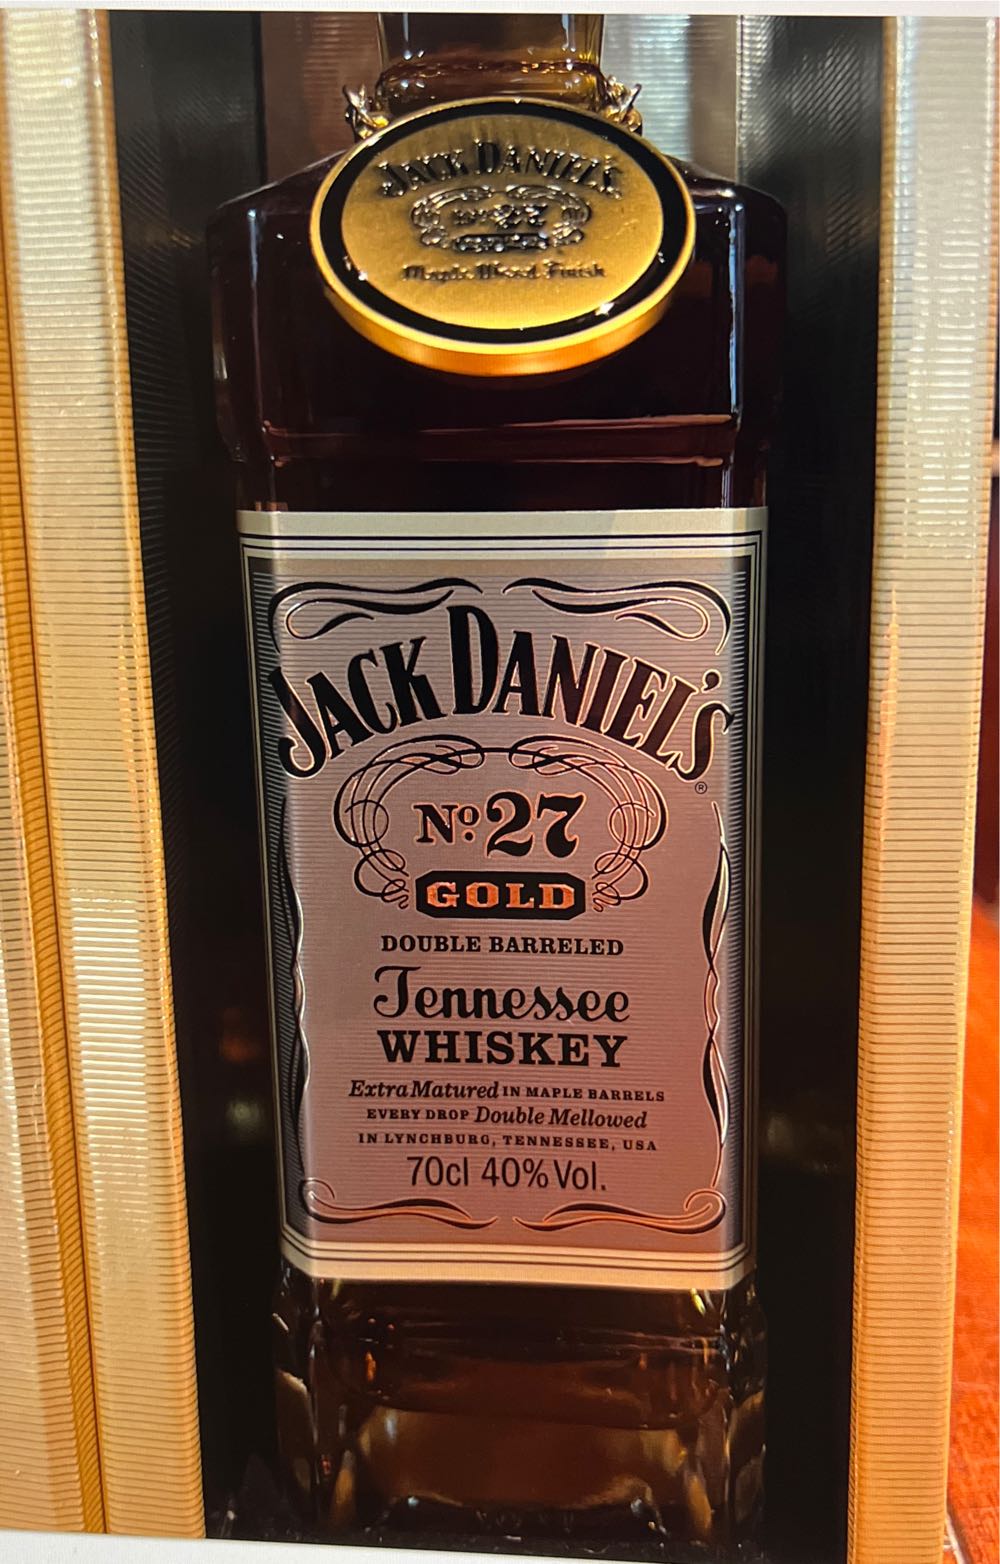 JACK DANIEL'S
No 27
GOLD
Maple Wood Finish
JACK DANIEL'S
®
No. 27
GOLD
DOUBLE BARRELED
Tennessee
WHISKEY
Extra Matured IN MAPLE BARRELS
EVERY DROP Double Mellowed
IN LYNCHBURG, TENNESSEE, USA
70cl 40% Vol.